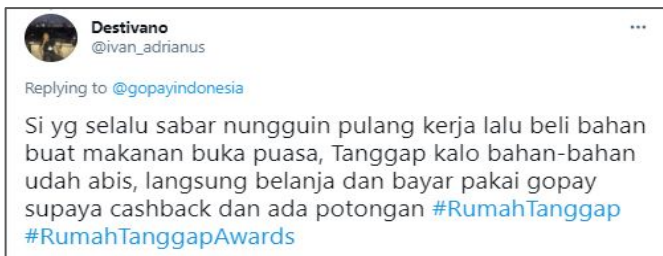 Destivano
@ivan_adrianus
Replying to @gopayindonesia
Si yg selalu sabar nungguin pulang kerja lalu beli bahan
buat makanan buka puasa, Tanggap kalo bahan-bahan
udah abis, langsung belanja dan bayar pakai gopay
supaya cashback dan ada potongan #RumahTanggap
#RumahTanggapAwards